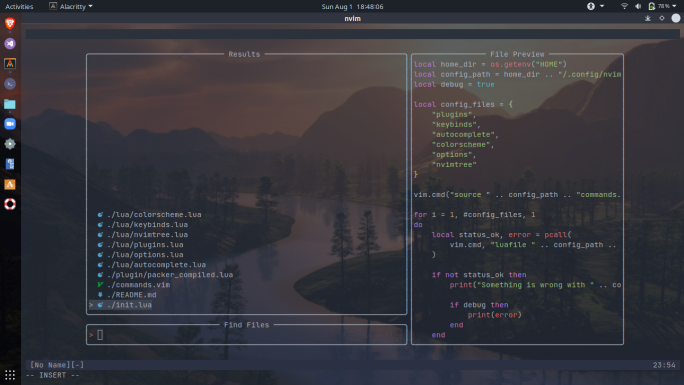 Activities
Alacritty
Sun Aug 1 18:48:06
78%
nvim
Results
./lua/colorscheme.lua
./lua/keybinds.lua
./lua/nvimtree.lua
./lua/plugins.lua
./lua/options.lua
./lua/autocomplete.lua
./plugin/packer_compiled.lua
./commands.vim
./README.md
> ./init.lua
Find Files
>
File Preview
local home_dir = os.getenv("HOME")
local config_path = home_dir .. "/.config/nvim
local debug = true
local config_files = {
"plugins",
"keybinds",
"autocomplete",
"colorscheme",
"options",
"nvimtree"
}
vim.cmd("source " .. config_path .. "commands.
for i = 1, #config_files, 1
do
local status_ok, error = pcall(
vim.cmd, "luafile " .. config_path ..
)
if not status_ok then
print("Something is wrong with " .. co
if debug then
print(error)
end
end
[No Name][-]
23:54
-- INSERT --